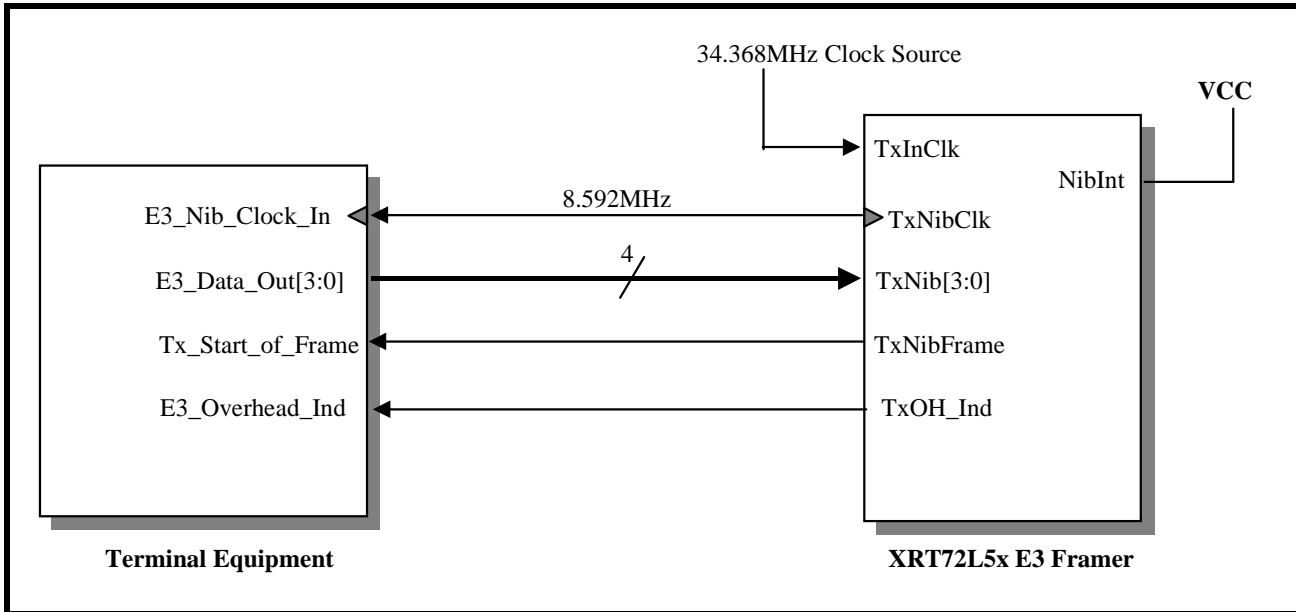 34.368MHz Clock Source
VCC
TxInClk
NibInt
8.592MHz
E3_Nib_Clock_In
TxNibClk
4
E3_Data_Out[3:0]
TxNib[3:0]
Tx_Start_of_Frame
TxNibFrame
E3_Overhead_Ind
TxOH_Ind
Terminal Equipment
XRT72L5x E3 Framer